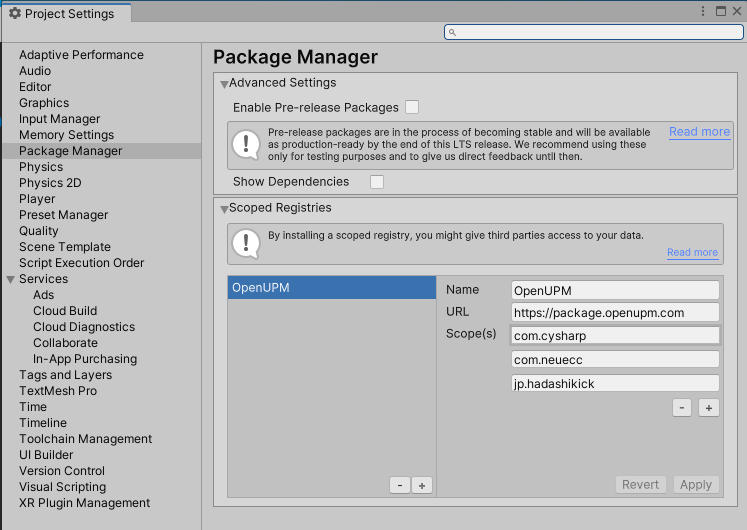 Project Settings
Adaptive Performance
Audio
Editor
Graphics
Input Manager
Memory Settings
Package Manager
Physics
Physics 2D
Player
Preset Manager
Quality
Scene Template
Script Execution Order
Services
Ads
Cloud Build
Cloud Diagnostics
Collaborate
In-App Purchasing
Tags and Layers
TextMesh Pro
Time
Timeline
Toolchain Management
UI Builder
Version Control
Visual Scripting
XR Plugin Management
Package Manager
Advanced Settings
Enable Pre-release Packages
Pre-release packages are in the process of becoming stable and will be available
as production-ready by the end of this LTS release. We recommend using these
only for testing purposes and to give us direct feedback until then.
Read more
Show Dependencies
Scoped Registries
By installing a scoped registry, you might give third parties access to your data.
Read more
OpenUPM
Name OpenUPM
URL https://package.openupm.com
Scope(s) com.cysharp
com.neuecc
jp.hadashikick
- +
- +
Revert Apply